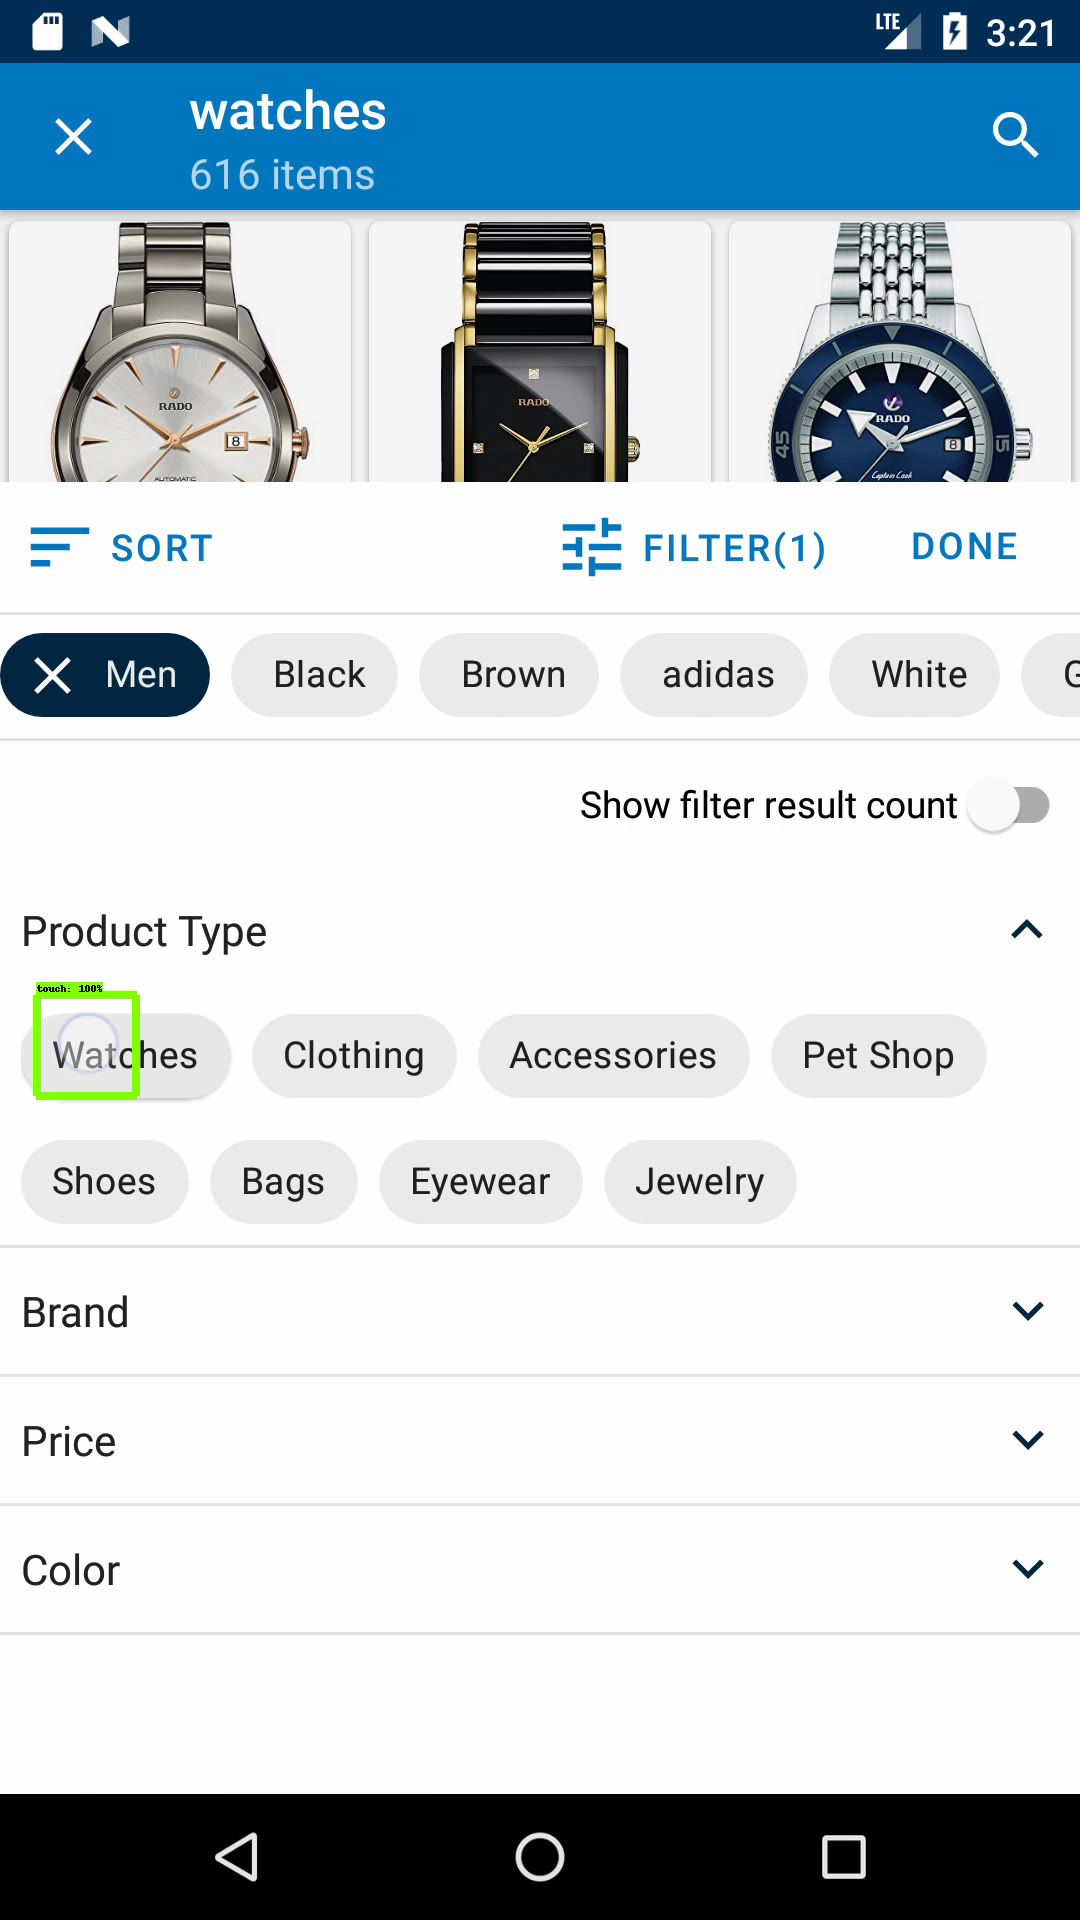 LTE 3:21
watches
616 items
RADO
8
AUTOMATIC
RADO
45
RADO
8
15
Captain Cook
SORT
FILTER(1)
DONE
Men
Black
Brown
adidas
White
G
Show filter result count
Product Type
touch: 100%
Watches
Clothing
Accessories
Pet Shop
Shoes
Bags
Eyewear
Jewelry
Brand
Price
Color